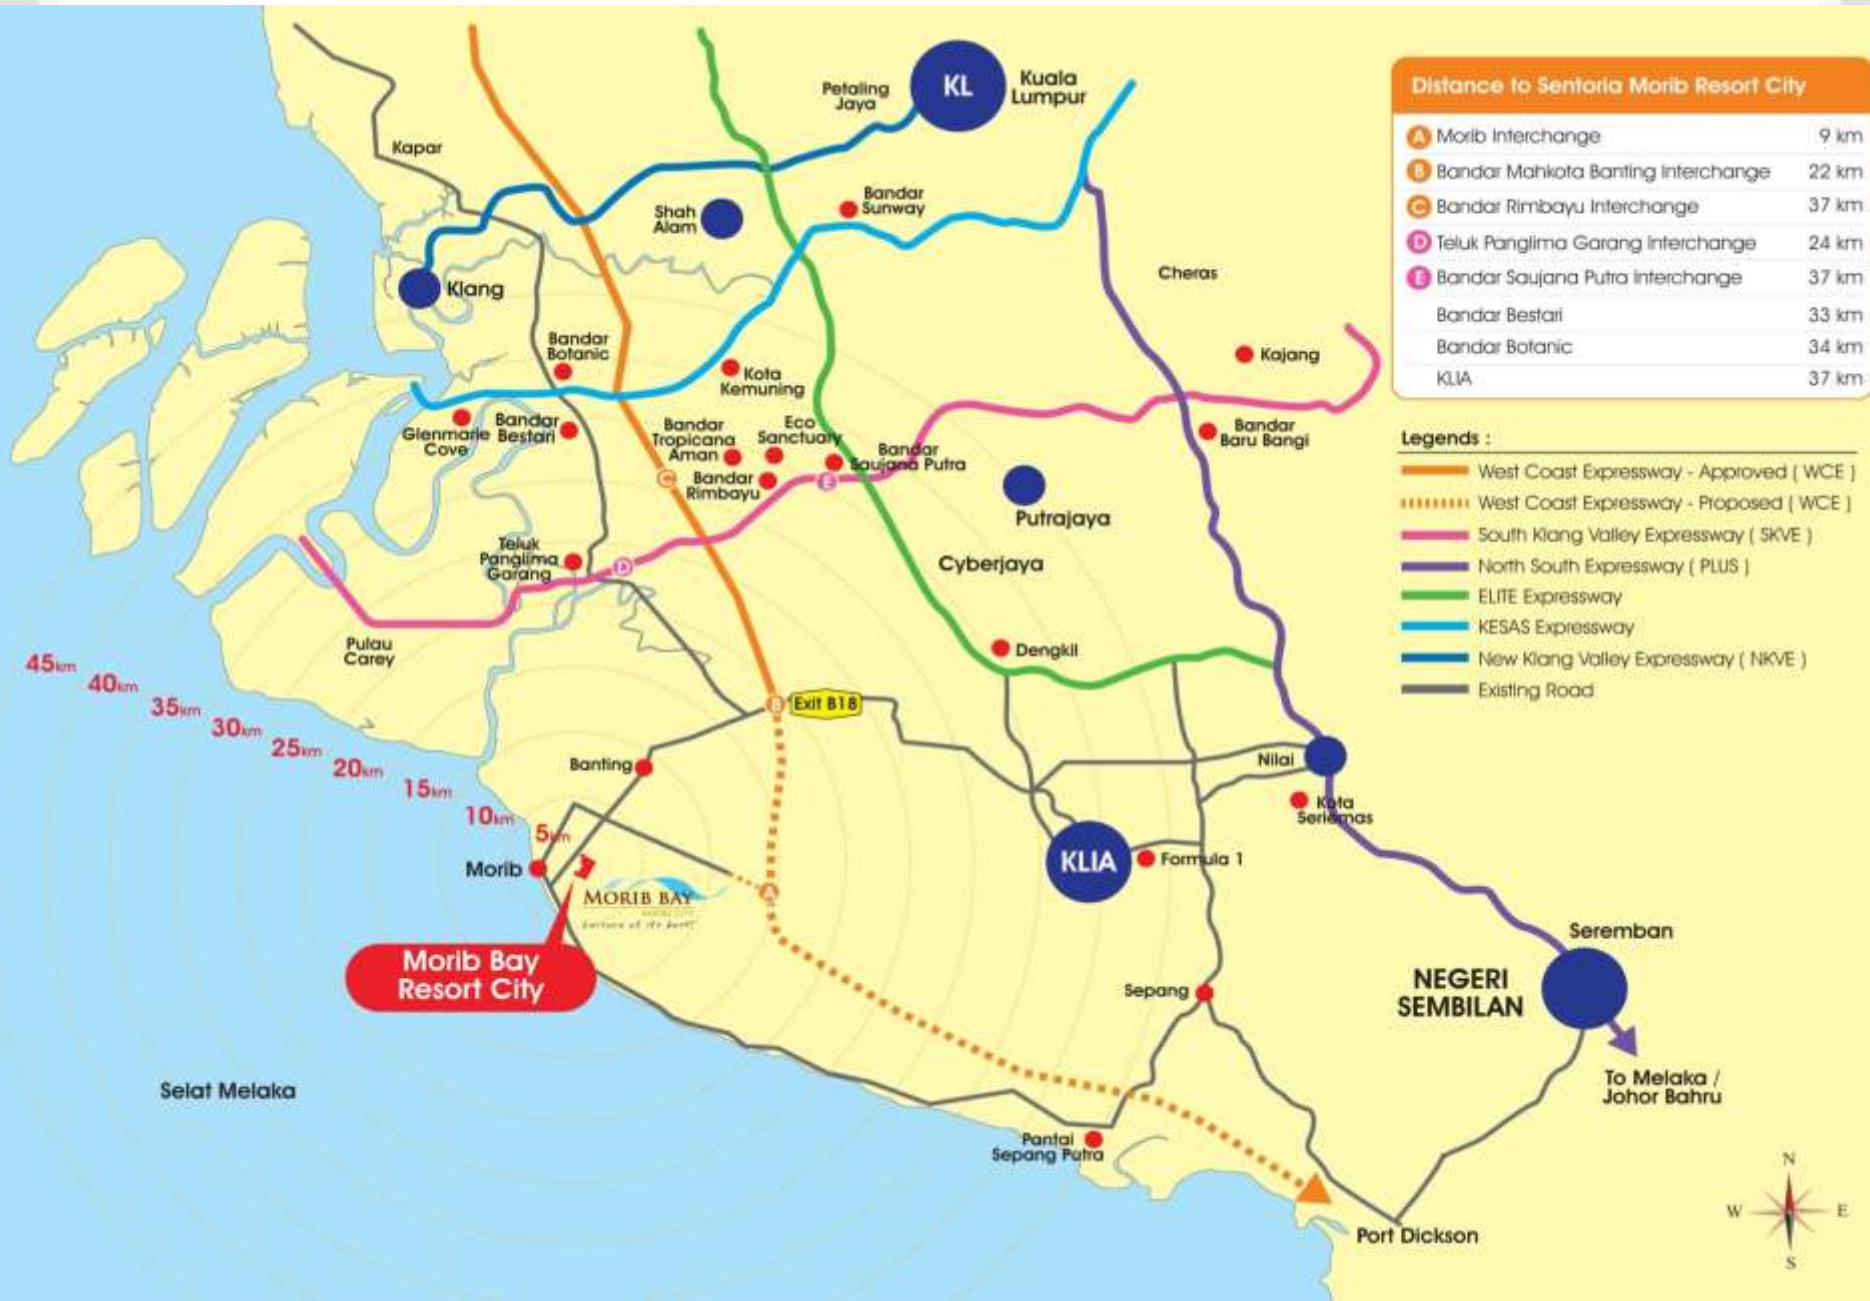 KL
Kuala
Lumpur
Petaling
Jaya
Kapar
Bandar
Sunway
Shah
Alam
Klang
Cheras
Bandar
Botanic
Kota
Kemuning
Kajang
Glenmarie
Cove
Bandar
Bestari
Bandar
Tropicana
Aman
Eco
Sanctuary
Bandar
Saujana Putra
Bandar
Baru Bangi
C
Bandar
Rimbayu
E
Putrajaya
Teluk
Panglima
Garang
D
Cyberjaya
Pulau
Carey
Dengkil
45km
40km
35km
30km
25km
20km
15km
10km
5km
B
Exit B18
Banting
Nilai
Kota
Seriemas
Morib
KLIA
Formula 1
A
MORIB BAY
Morib Bay
Resort City
Seremban
NEGERI
SEMBILAN
Sepang
Selat Melaka
To Melaka /
Johor Bahru
Pantai
Sepang Putra
Port Dickson
N
W E
S
Distance to Sentoria Morib Resort City
A Morib Interchange 9 km
B Bandar Mahkota Banting Interchange 22 km
C Bandar Rimbayu Interchange 37 km
D Teluk Panglima Garang Interchange 24 km
E Bandar Saujana Putra Interchange 37 km
Bandar Bestari 33 km
Bandar Botanic 34 km
KLIA 37 km
Legends :
West Coast Expressway - Approved ( WCE )
West Coast Expressway - Proposed ( WCE )
South Klang Valley Expressway ( SKVE )
North South Expressway ( PLUS )
ELITE Expressway
KESAS Expressway
New Klang Valley Expressway ( NKVE )
Existing Road